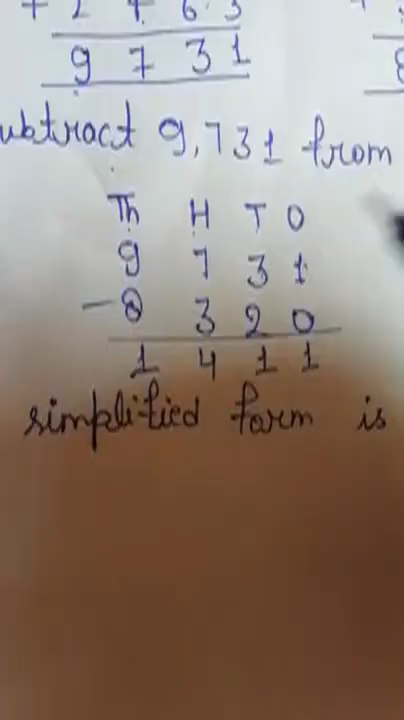 9 7 3 1
ubtract 9,731 from
Th H T O
9 7 3 1
- 8 3 2 0
1 4 1 1
simplified form is